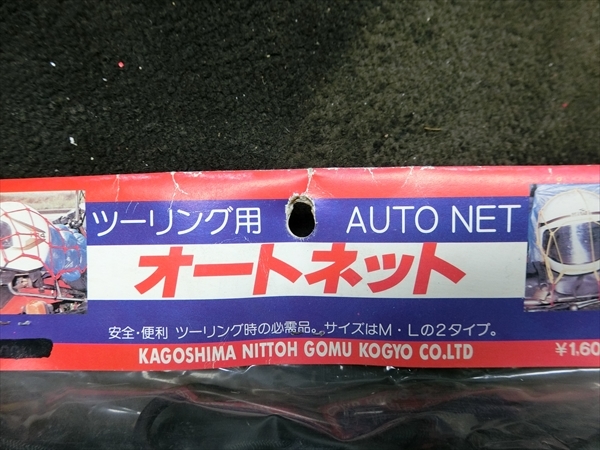 ツーリング用 AUTO NET
オートネット
安全・便利 ツーリング時の必需品。サイズはM・Lの2タイプ。
KAGOSHIMA NITTOH GOMU KOGYO CO.LTD
¥1.60